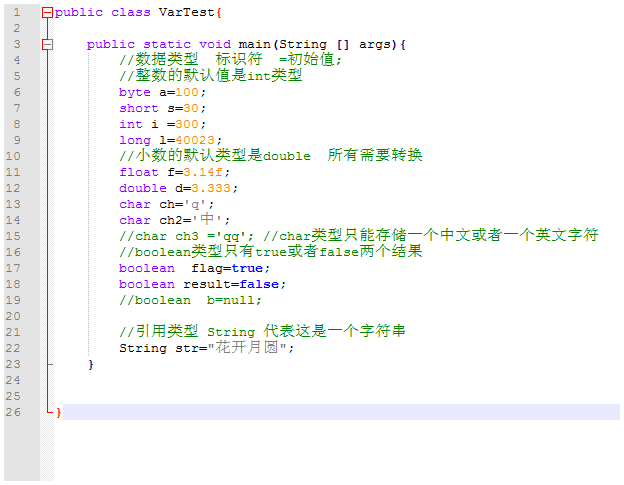 1 public class VarTest{
2
3 public static void main(String [] args){
4 //数据类型 标识符 =初始值;
5 //整数的默认值是int类型
6 byte a=100;
7 short s=30;
8 int i =300;
9 long l=40023;
10 //小数的默认类型是double 所有需要转换
11 float f=3.14f;
12 double d=3.333;
13 char ch='q';
14 char ch2='中';
15 //char ch3 ='qq'; //char类型只能存储一个中文或者一个英文字符
16 //boolean类型只有true或者false两个结果
17 boolean flag=true;
18 boolean result=false;
19 //boolean b=null;
20
21 //引用类型 String 代表这是一个字符串
22 String str="花开月圆";
23 }
24
25
26 }